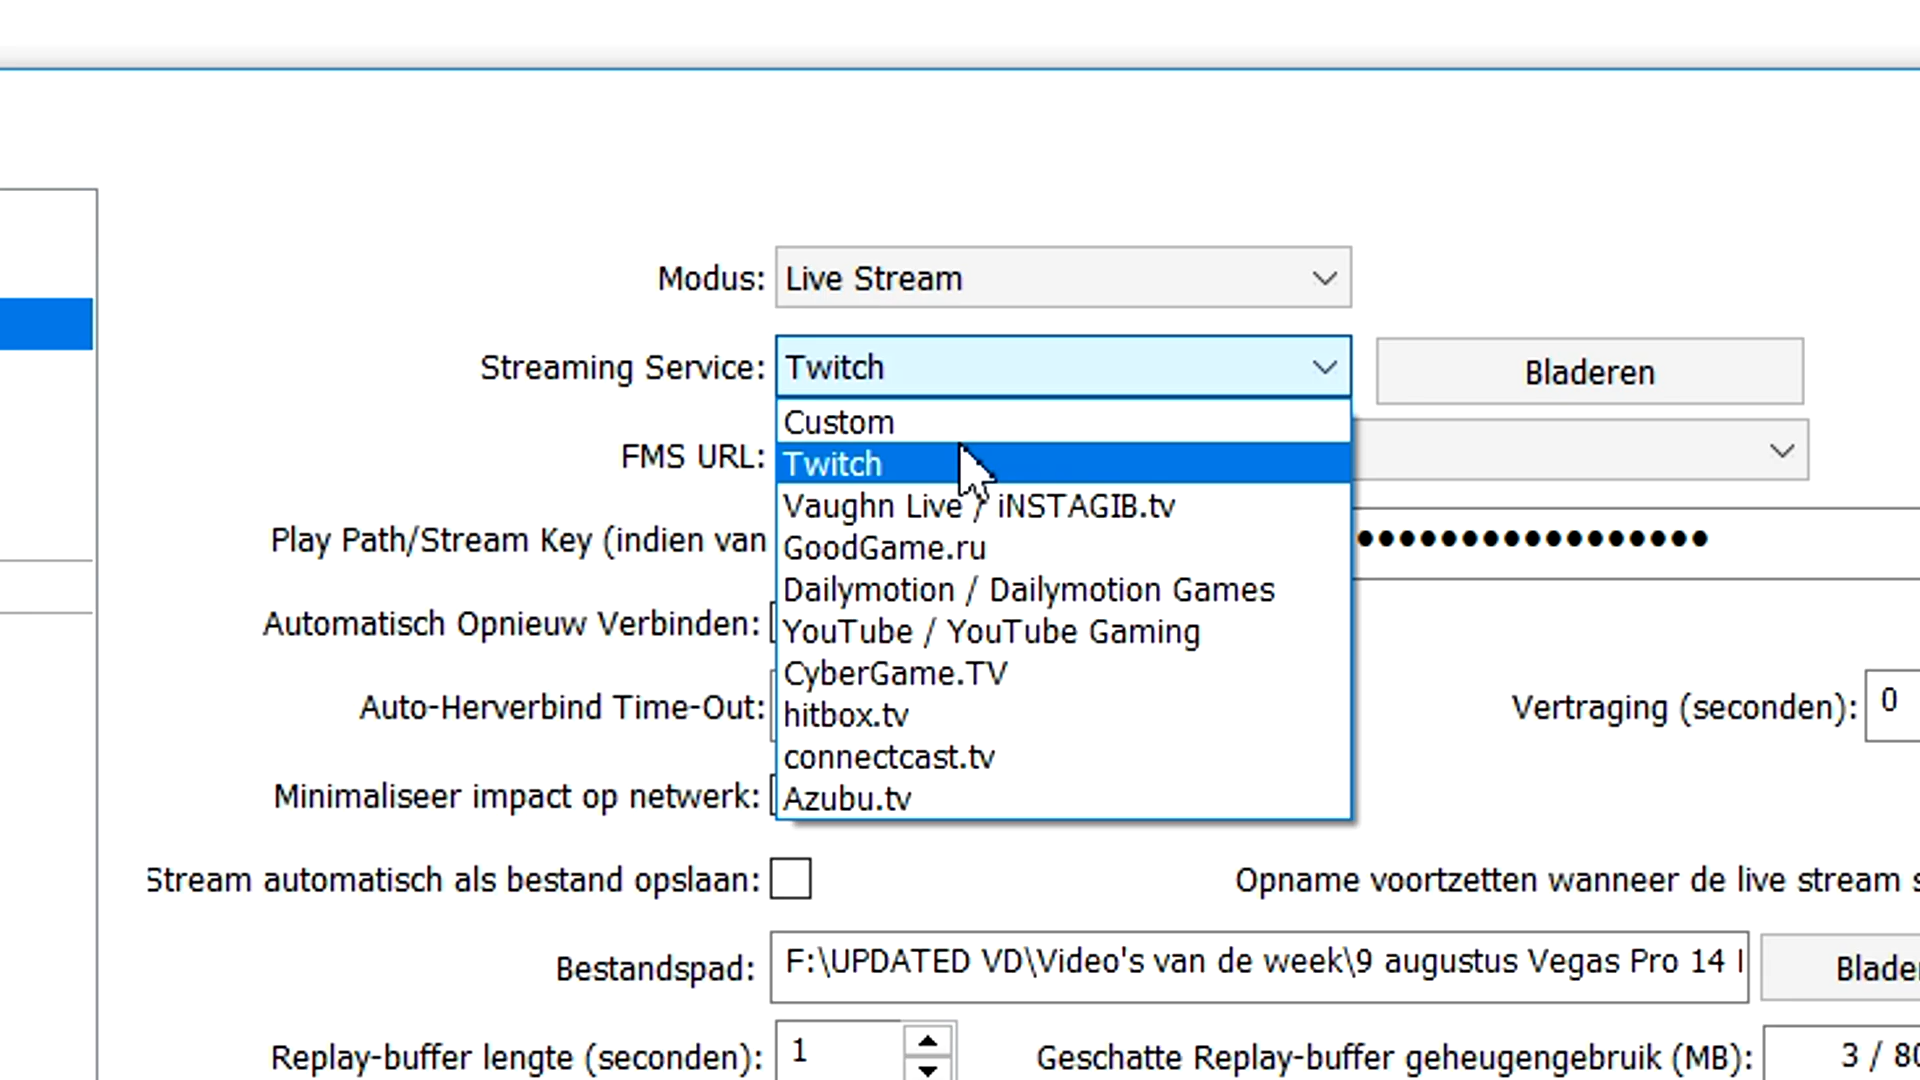 Modus: Live Stream
Streaming Service: Twitch Bladeren
Custom
FMS URL: Twitch
Vaughn Live / iNSTAGIB.tv
Play Path/Stream Key (indien van ●●●●●●●●●●●●●●●●●
GoodGame.ru
Dailymotion / Dailymotion Games
Automatisch Opnieuw Verbinden: YouTube / YouTube Gaming
CyberGame.TV
Auto-Herverbind Time-Out: hitbox.tv Vertraging (seconden): 0
connectcast.tv
Minimaliseer impact op netwerk: Azubu.tv
Stream automatisch als bestand opslaan: Opname voortzetten wanneer de live stream s
Bestandspad: F:\UPDATED VD\Video's van de week\9 augustus Vegas Pro 14 Blade
Replay-buffer lengte (seconden): 1 Geschatte Replay-buffer geheugengebruik (MB): 3 / 80